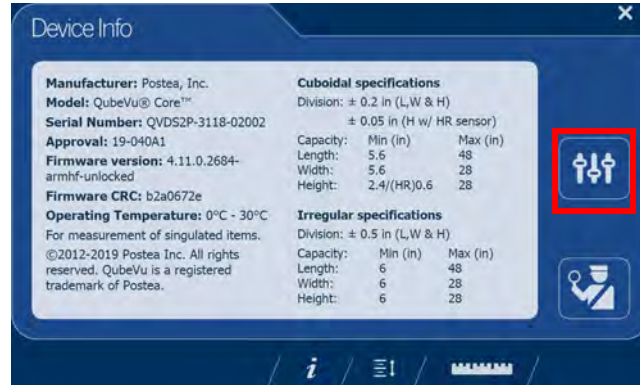 Device Info
Manufacturer: Postea, Inc.
Model: QubeVu® Core™
Serial Number: QVDS2P-3118-02002
Approval: 19-040A1
Firmware version: 4.11.0.2684-
armhf-unlocked
Firmware CRC: b2a0672e
Operating Temperature: 0°C - 30°C
For measurement of singulated items.
©2012-2019 Postea Inc. All rights
reserved. QubeVu is a registered
trademark of Postea.
Cuboidal specifications
Division: ± 0.2 in (L,W & H)
± 0.05 in (H w/ HR sensor)
Capacity: Min (in) Max (in)
Length: 5.6 48
Width: 5.6 28
Height: 2.4/(HR)0.6 28
Irregular specifications
Division: ± 0.5 in (L,W & H)
Capacity: Min (in) Max (in)
Length: 6 48
Width: 6 28
Height: 6 28